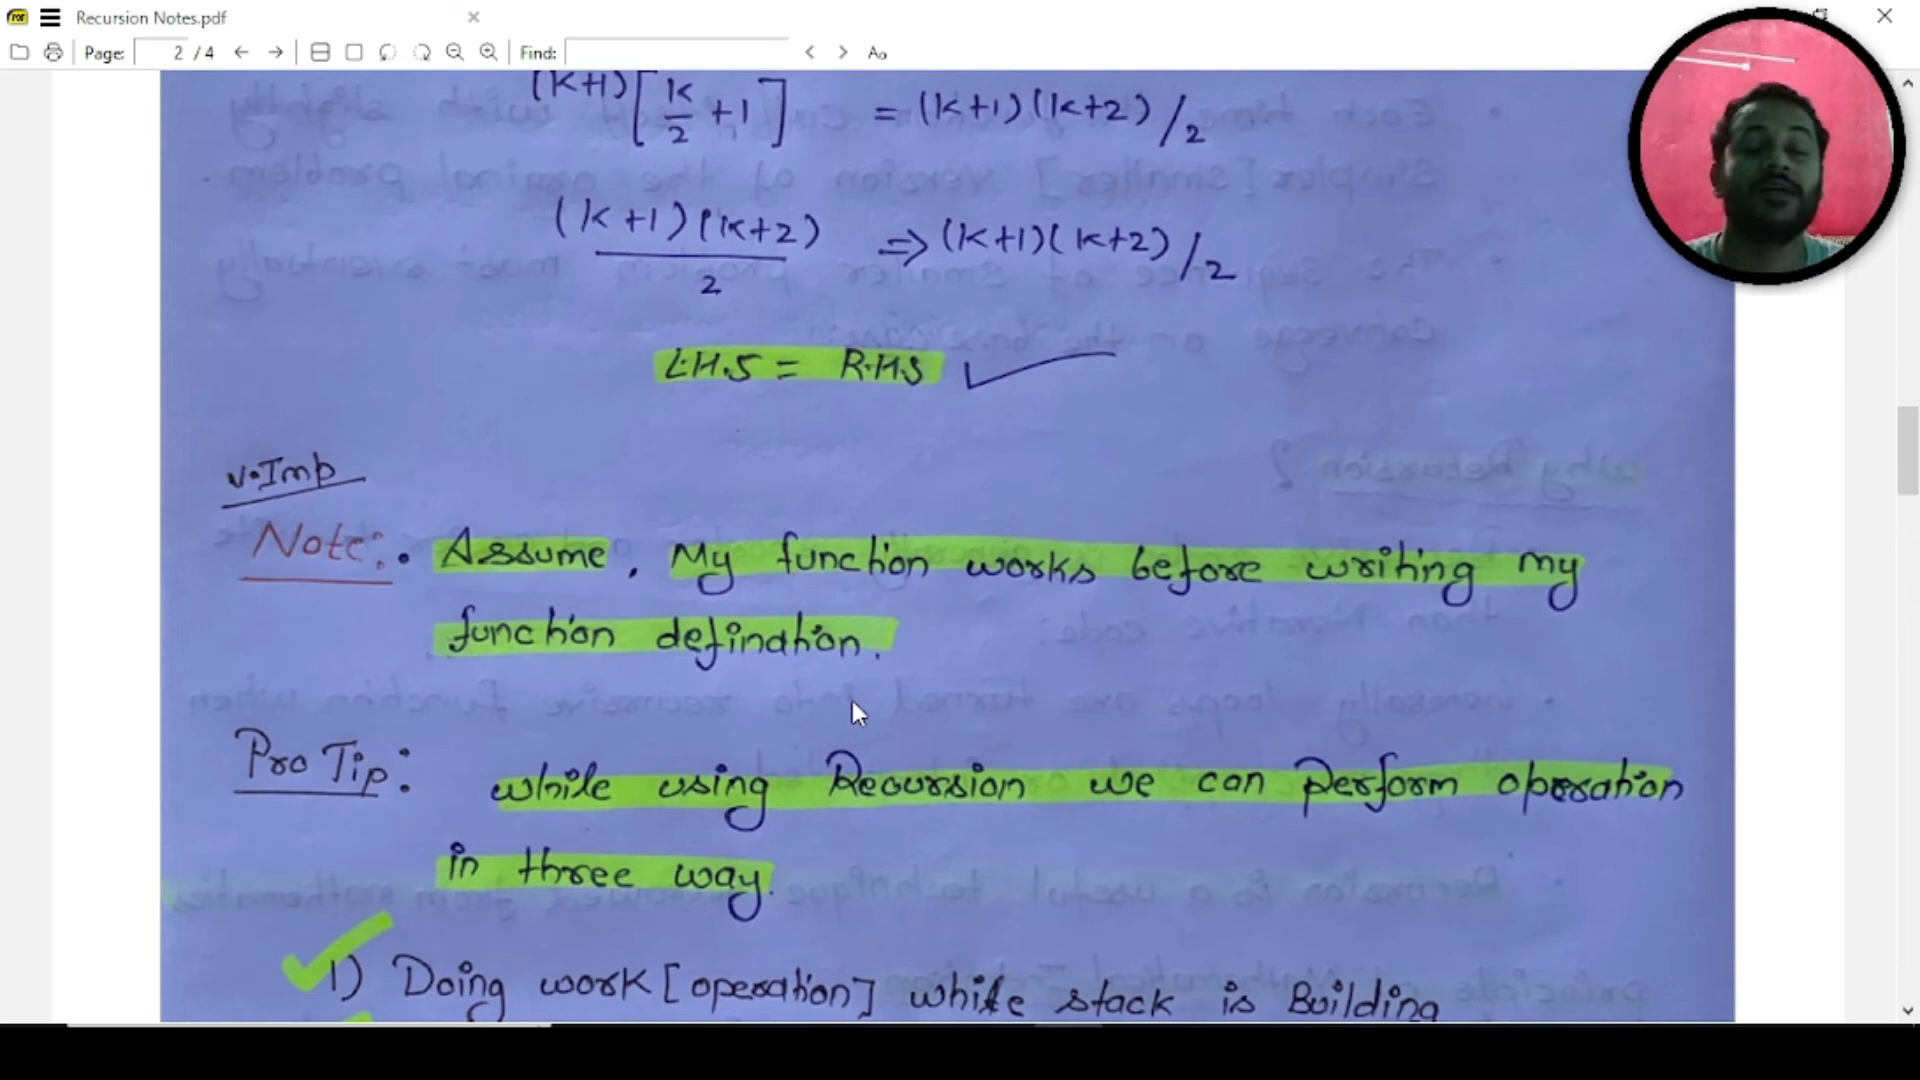 Recursion Notes.pdf
Page: 2 / 4 Find: Aa
(k+1)[k/2 +1] = (k+1)(k+2)/2
(k+1)(k+2)/2 => (k+1)(k+2)/2
L.H.S = R.H.S
v.Imp
Note: • Assume, My function works before writing my
function defination.
Pro Tip: while using Recursion we can perform operation
in three way.
1) Doing work [operation] while stack is Building